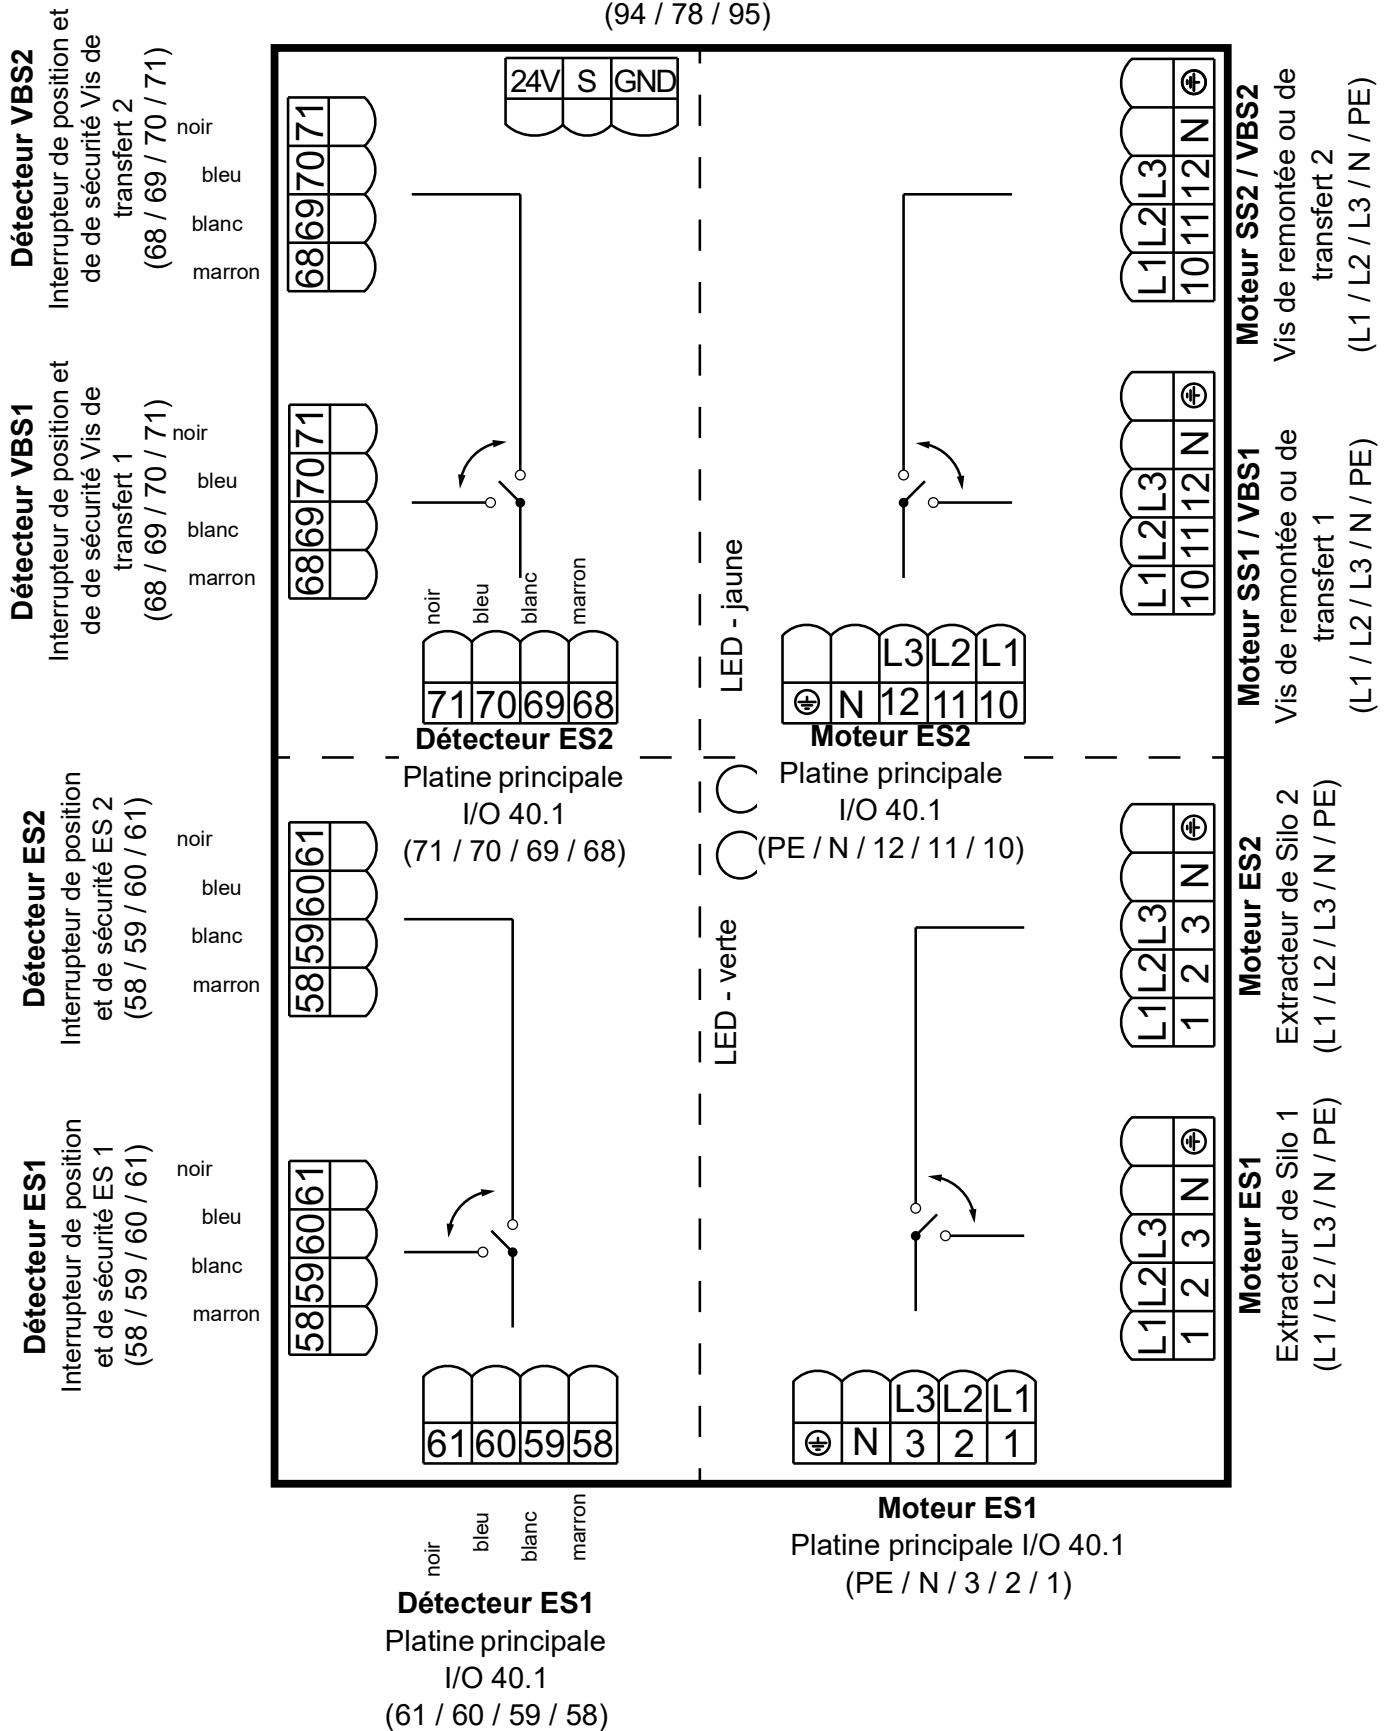 (94 / 78 / 95)
24V S GND
Détecteur VBS2
Interrupteur de position et
de de sécurité Vis de
transfert 2
(68 / 69 / 70 / 71)
noir
bleu
blanc
marron
71
70
69
68
N
L3 12
L2 11
L1 10
Moteur SS2 / VBS2
Vis de remontée ou de
transfert 2
(L1 / L2 / L3 / N / PE)
Détecteur VBS1
Interrupteur de position et
de de sécurité Vis de
transfert 1
(68 / 69 / 70 / 71)
noir
bleu
blanc
marron
71
70
69
68
N
L3 12
L2 11
L1 10
Moteur SS1 / VBS1
Vis de remontée ou de
transfert 1
(L1 / L2 / L3 / N / PE)
noir
bleu
blanc
marron
71 70 69 68
Détecteur ES2
Platine principale
I/O 40.1
(71 / 70 / 69 / 68)
LED - jaune
L3 L2 L1
N 12 11 10
Moteur ES2
Platine principale
I/O 40.1
(PE / N / 12 / 11 / 10)
LED - verte
Détecteur ES2
Interrupteur de position
et de sécurité ES 2
(58 / 59 / 60 / 61)
noir
bleu
blanc
marron
61
60
59
58
N
L3 3
L2 2
L1 1
Moteur ES2
Extracteur de Silo 2
(L1 / L2 / L3 / N / PE)
Détecteur ES1
Interrupteur de position
et de sécurité ES 1
(58 / 59 / 60 / 61)
noir
bleu
blanc
marron
61
60
59
58
N
L3 3
L2 2
L1 1
Moteur ES1
Extracteur de Silo 1
(L1 / L2 / L3 / N / PE)
61 60 59 58
noir
bleu
blanc
marron
Détecteur ES1
Platine principale
I/O 40.1
(61 / 60 / 59 / 58)
L3 L2 L1
N 3 2 1
Moteur ES1
Platine principale I/O 40.1
(PE / N / 3 / 2 / 1)